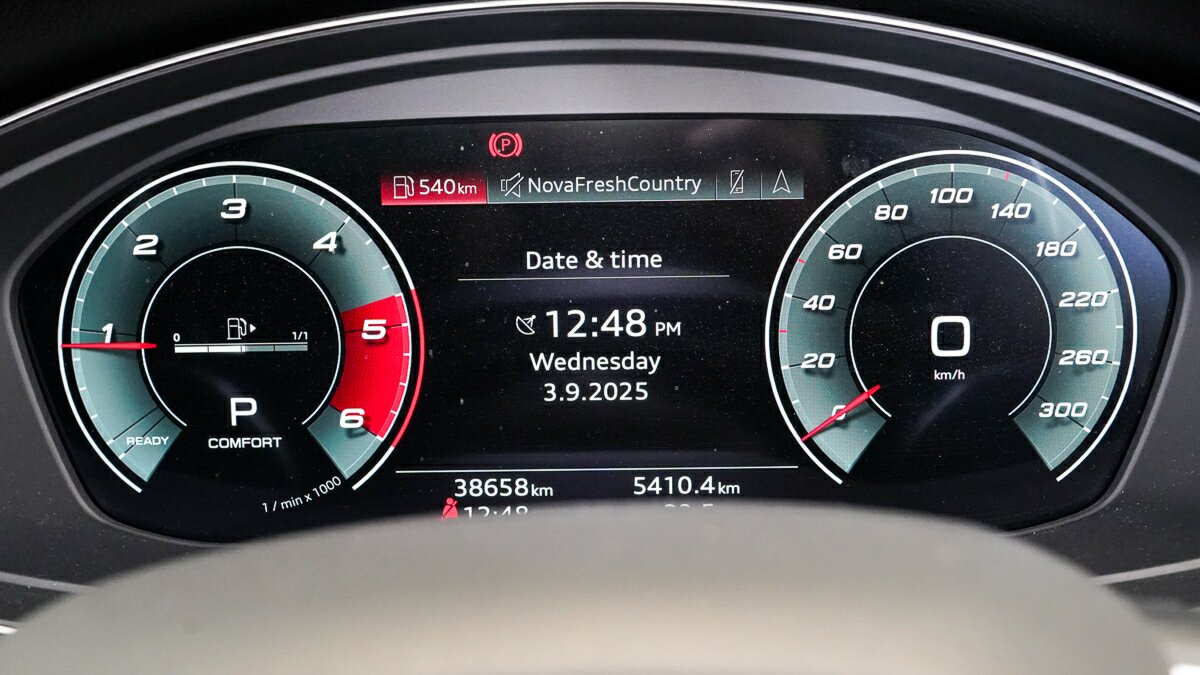 P
540km NovaFreshCountry
Date & time
12:48 PM
Wednesday
3.9.2025
38658km 5410.4km
12:48
READY 1 2 3 4 5 6
0 1/1
P
COMFORT
1 / min x 1000
0 20 40 60 80 100 140 180 220 260 300
0
km/h